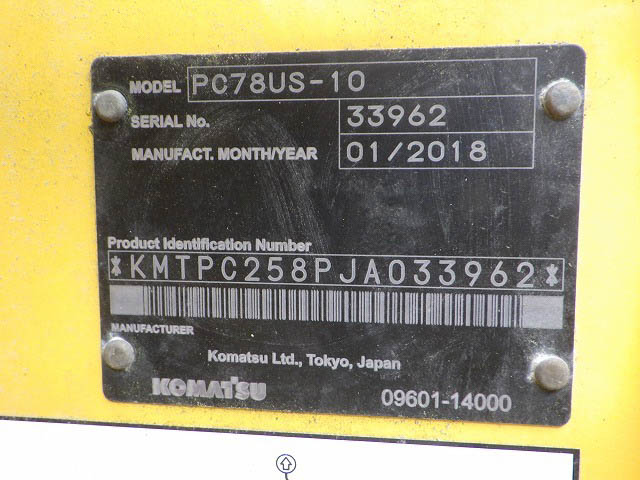 MODEL PC78US-10
SERIAL No. 33962
MANUFACT. MONTH/YEAR 01/2018
Product Identification Number
*KMTPC258PJA033962*
MANUFACTURER
Komatsu Ltd., Tokyo, Japan
KOMATSU 09601-14000